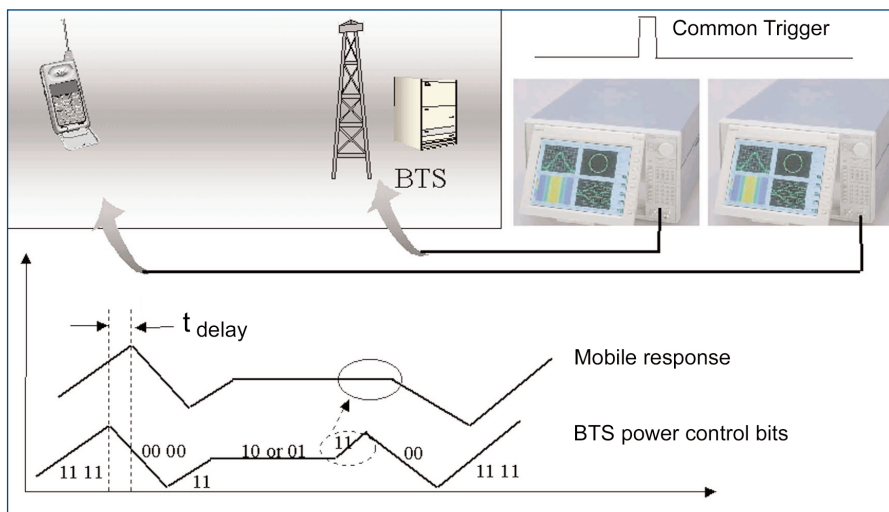 Common Trigger
BTS
t delay
Mobile response
11
BTS power control bits
00 00
10 or 01
00
11 11
11
11 11